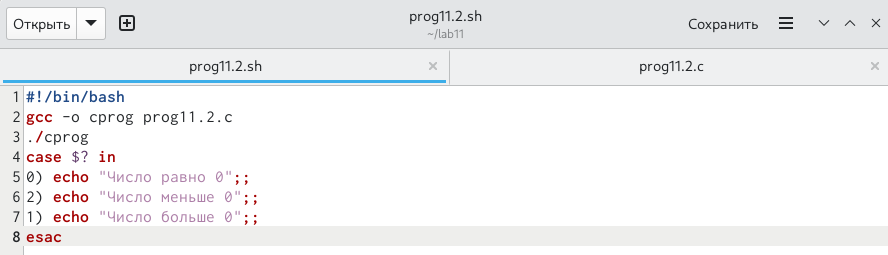 Открыть
prog11.2.sh
~/lab11
Сохранить
prog11.2.sh
prog11.2.c
1 #!/bin/bash
2 gcc -o cprog prog11.2.c
3 ./cprog
4 case $? in
5 0) echo "Число равно 0";;
6 2) echo "Число меньше 0";;
7 1) echo "Число больше 0";;
8 esac